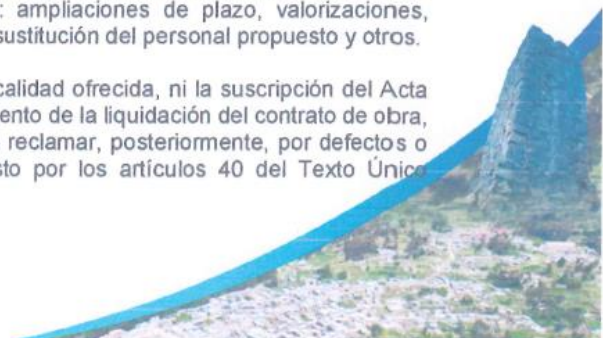 : ampliaciones de plazo, valorizaciones,
sustitución del personal propuesto y otros.
calidad ofrecida, ni la suscripción del Acta
ento de la liquidación del contrato de obra,
reclamar, posteriormente, por defectos o
sto por los artículos 40 del Texto Único